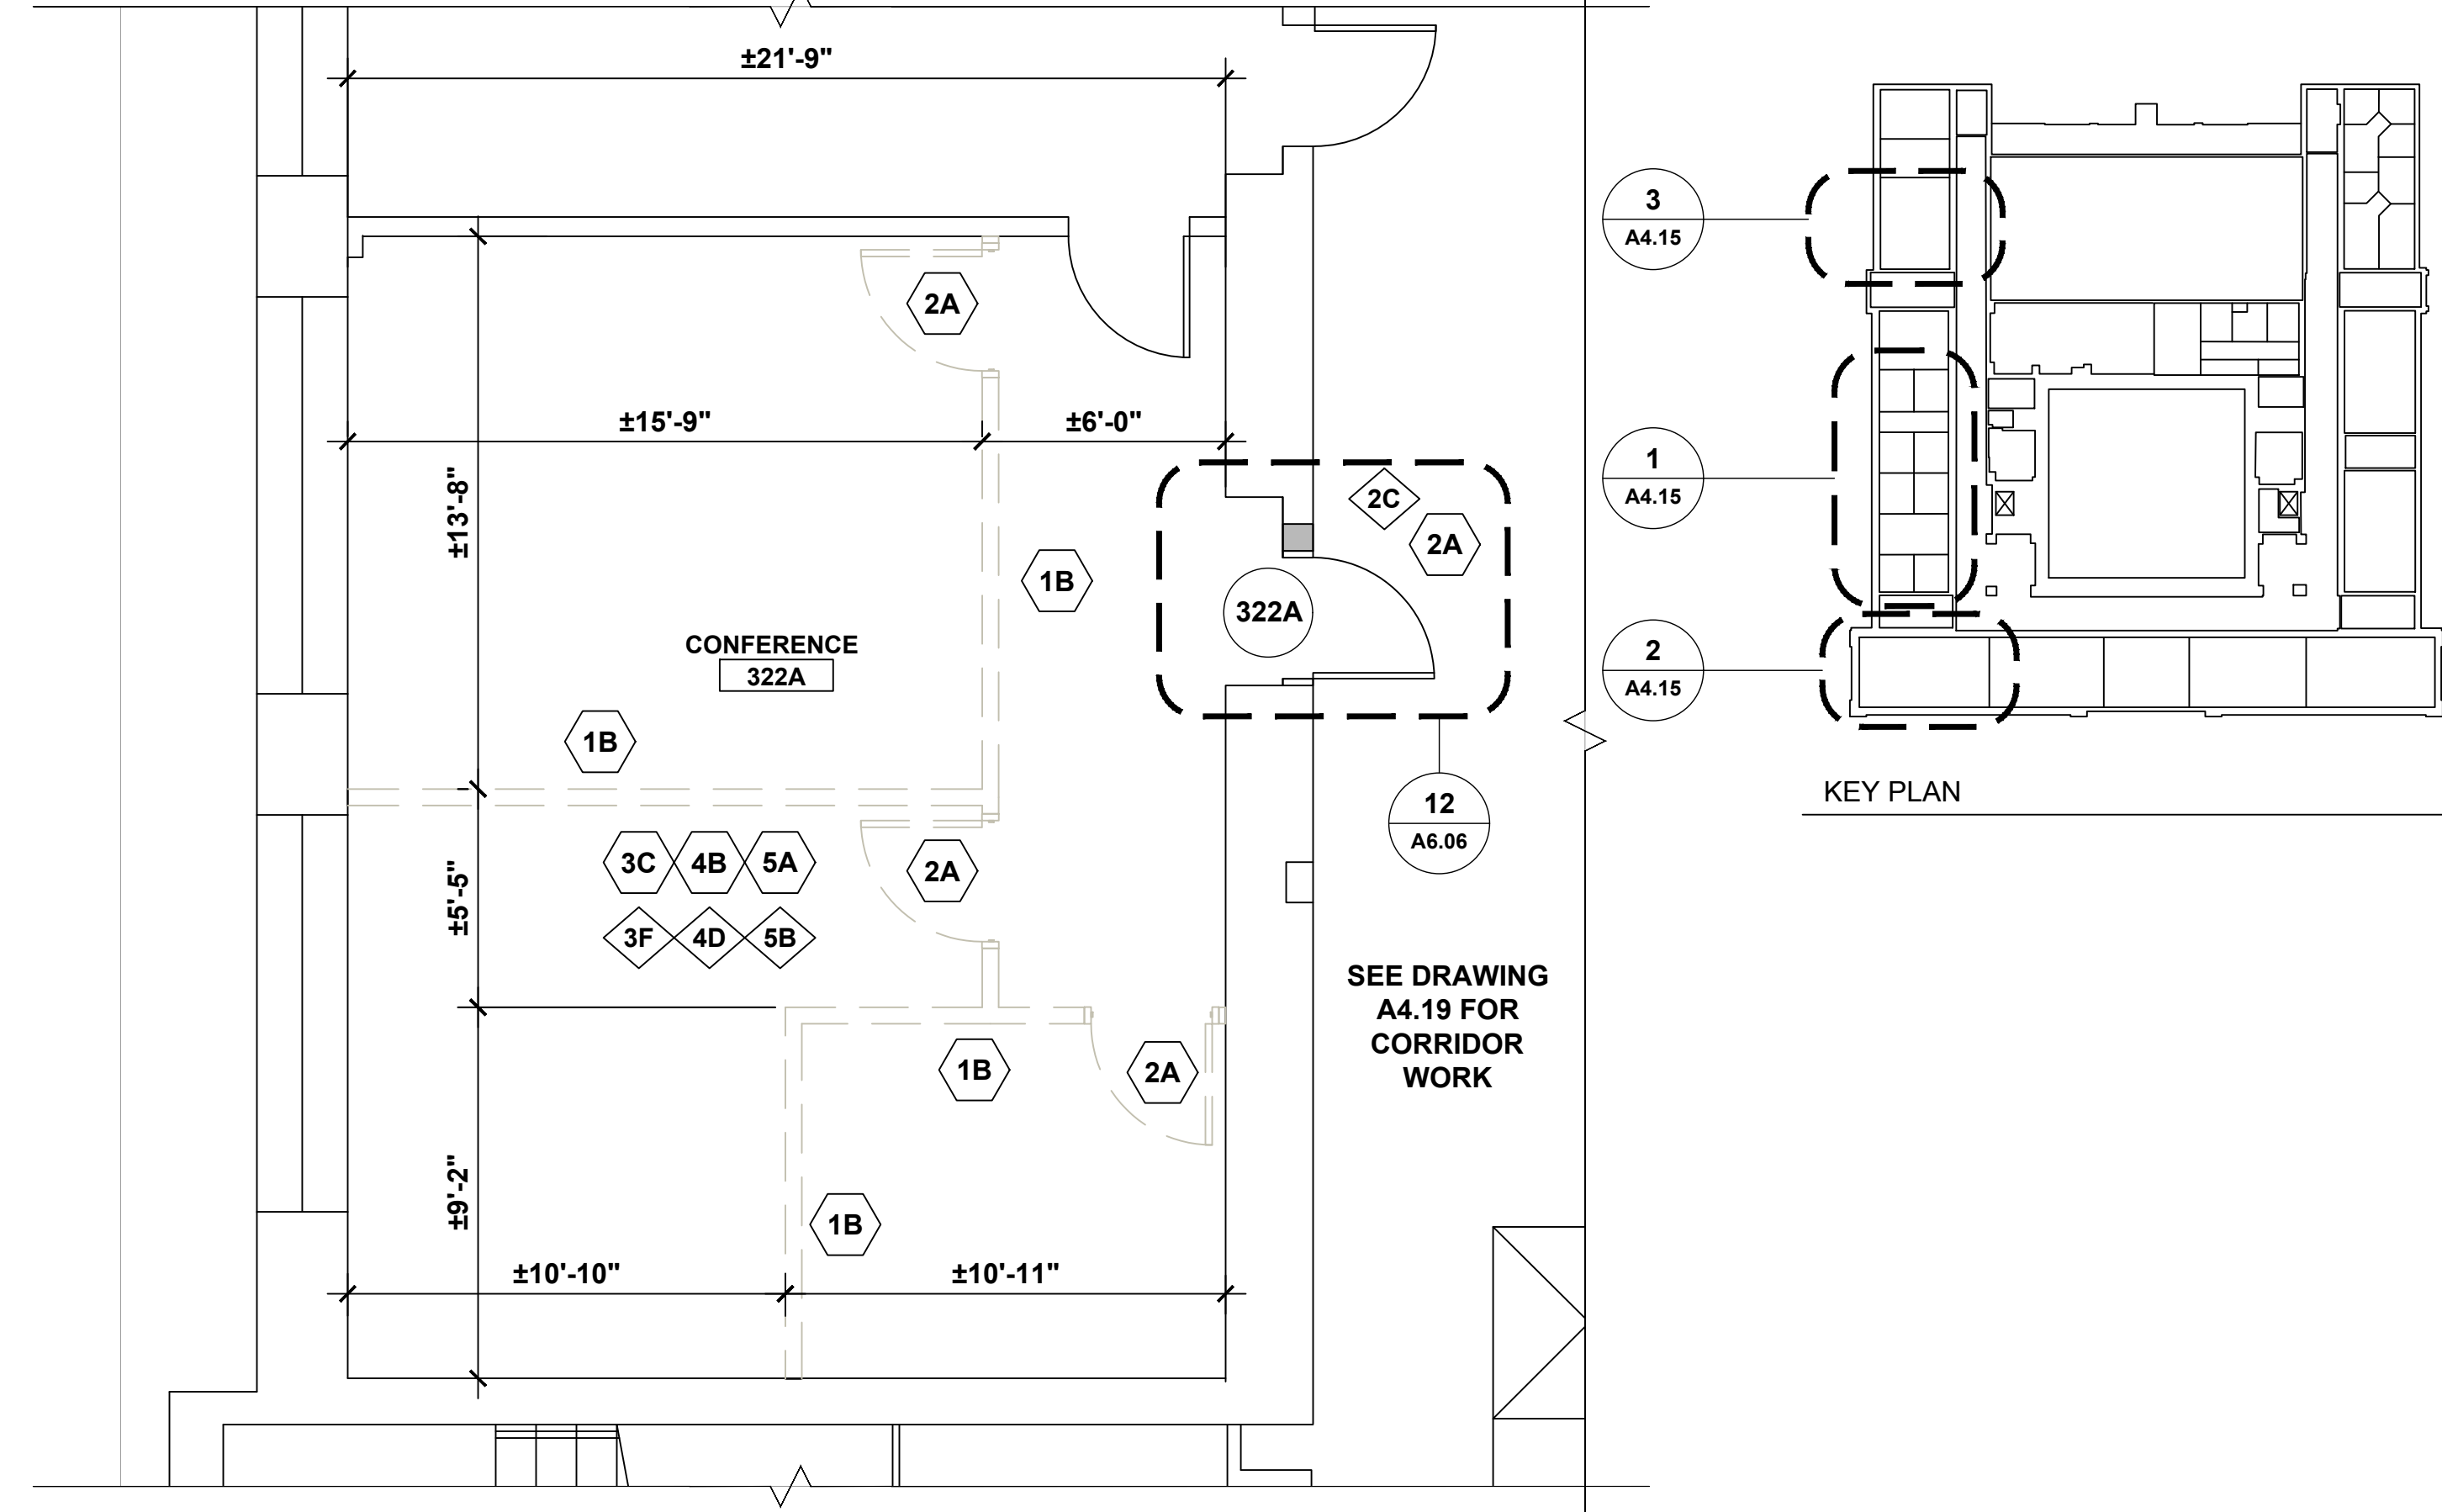 ±21'-9"
3
A4.15
2A
±15'-9"
±6'-0"
±13'-8"
2C
2A
1
A4.15
1B
322A
CONFERENCE
322A
2
A4.15
1B
KEY PLAN
12
A6.06
3C
4B
5A
2A
±5'-5"
3F
4D
5B
SEE DRAWING
A4.19 FOR
CORRIDOR
WORK
1B
2A
±9'-2"
1B
±10'-10"
±10'-11"